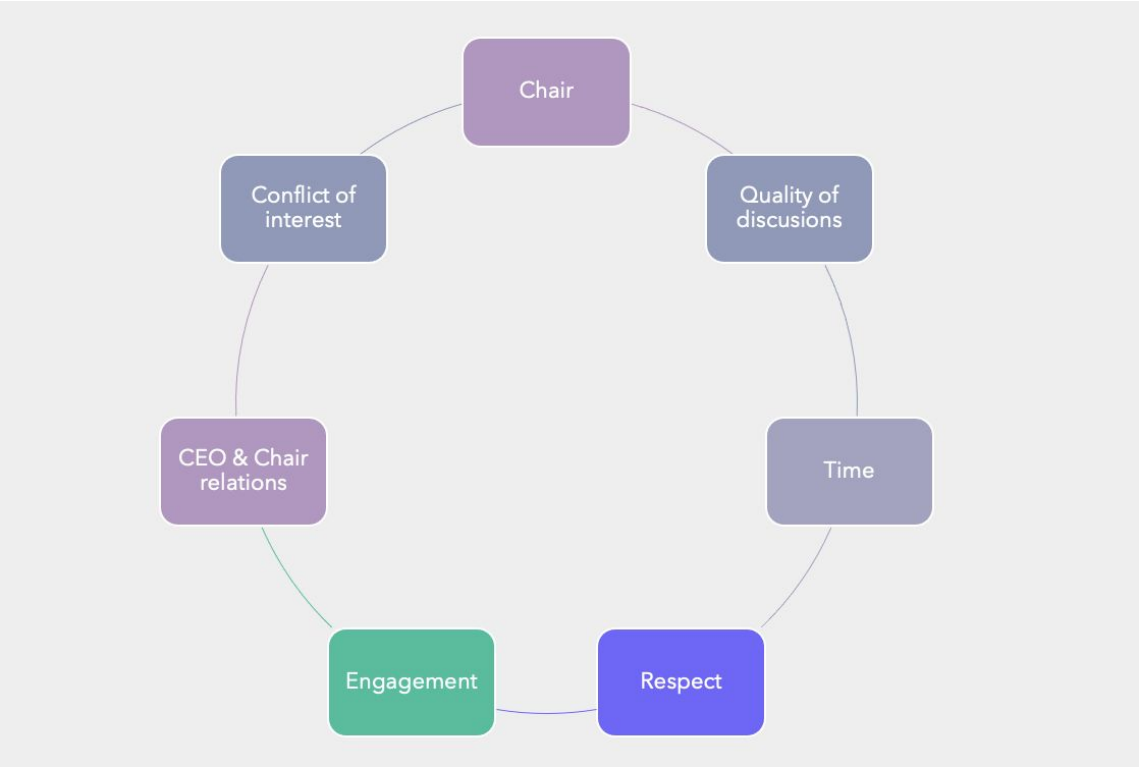 Chair
Quality of
discusions
Time
Respect
Engagement
CEO & Chair
relations
Conflict of
interest